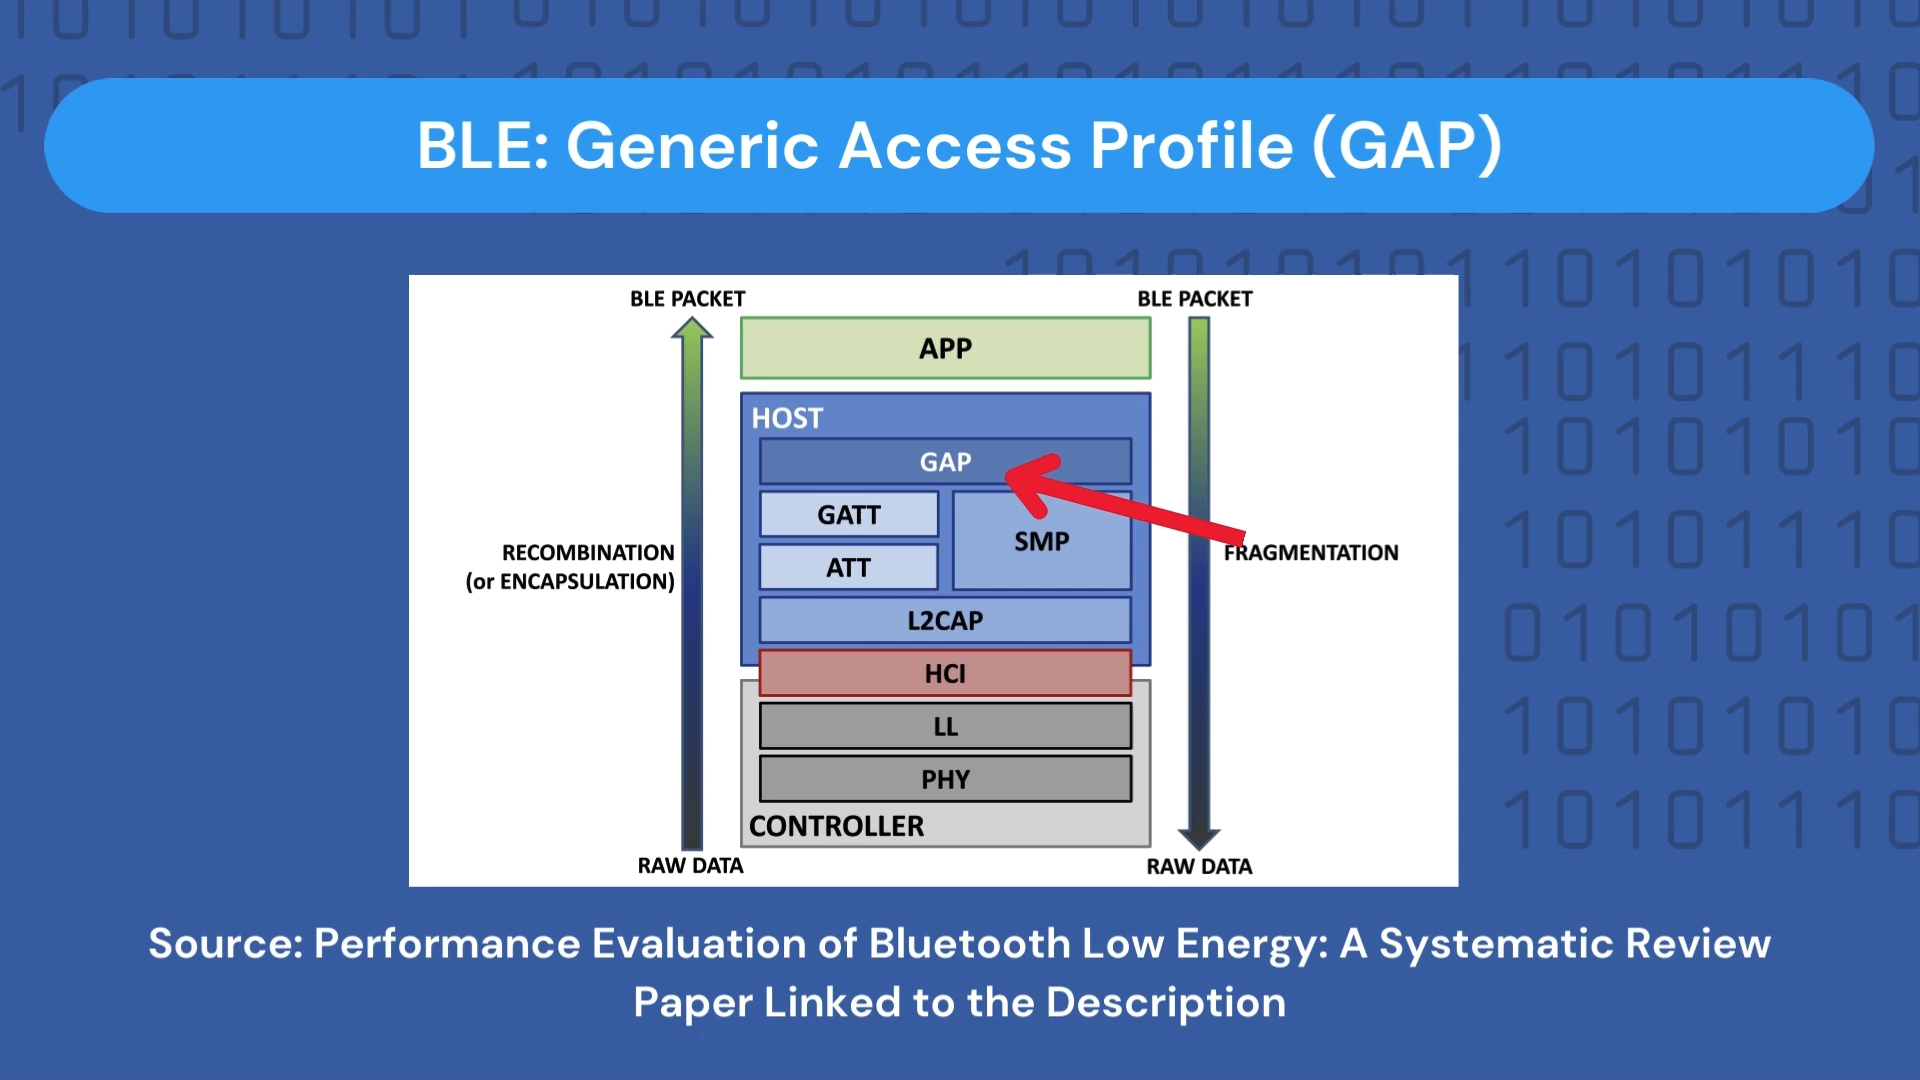 BLE: Generic Access Profile (GAP)
BLE PACKET
BLE PACKET
APP
HOST
GAP
GATT
SMP
ATT
RECOMBINATION
(or ENCAPSULATION)
FRAGMENTATION
L2CAP
HCI
LL
PHY
CONTROLLER
RAW DATA
RAW DATA
Source: Performance Evaluation of Bluetooth Low Energy: A Systematic Review
Paper Linked to the Description